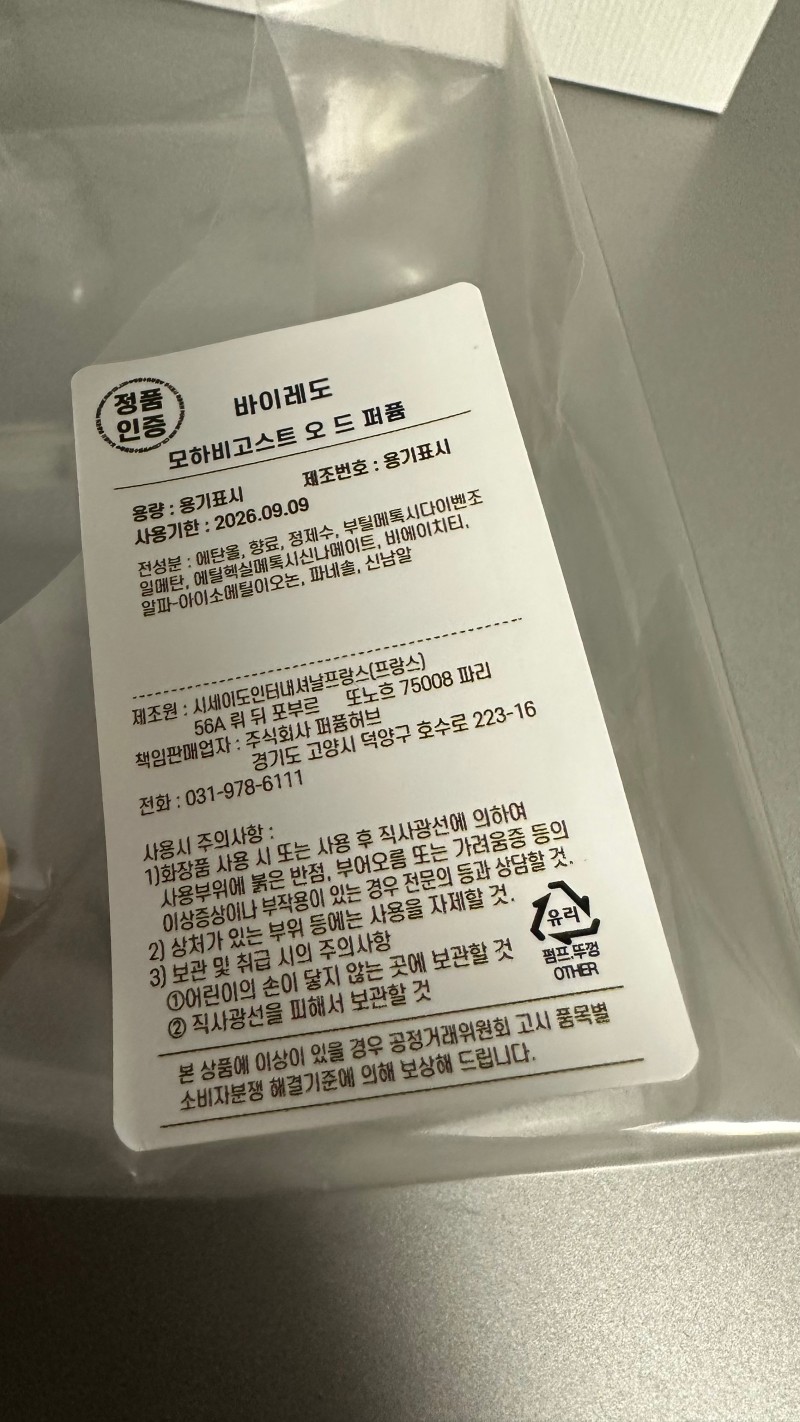 정품
인증
바이레도
모하비고스트 오 드 퍼퓸
용량 : 용기표시 제조번호 : 용기표시
사용기한 : 2026.09.09
전성분 : 에탄올, 향료, 정제수, 부틸메톡시다이벤조
일메탄, 에틸헥실메톡시신나메이트, 비에이치티,
알파-아이소메틸이오논, 파네솔, 신남알
제조원 : 시세이도인터내셔날프랑스(프랑스)
56A 뤼 뒤 포부르 또노흐 75008 파리
책임판매업자 : 주식회사 퍼퓸허브
경기도 고양시 덕양구 호수로 223-16
전화 : 031-978-6111
사용시 주의사항 :
1)화장품 사용 시 또는 사용 후 직사광선에 의하여
사용부위에 붉은 반점, 부어오름 또는 가려움증 등의
이상증상이나 부작용이 있는 경우 전문의 등과 상담할 것.
2) 상처가 있는 부위 등에는 사용을 자제할 것.
3) 보관 및 취급 시의 주의사항
①어린이의 손이 닿지 않는 곳에 보관할 것
② 직사광선을 피해서 보관할 것
유리
펌프.뚜껑
OTHER
본 상품에 이상이 있을 경우 공정거래위원회 고시 품목별
소비자분쟁 해결기준에 의해 보상해 드립니다.